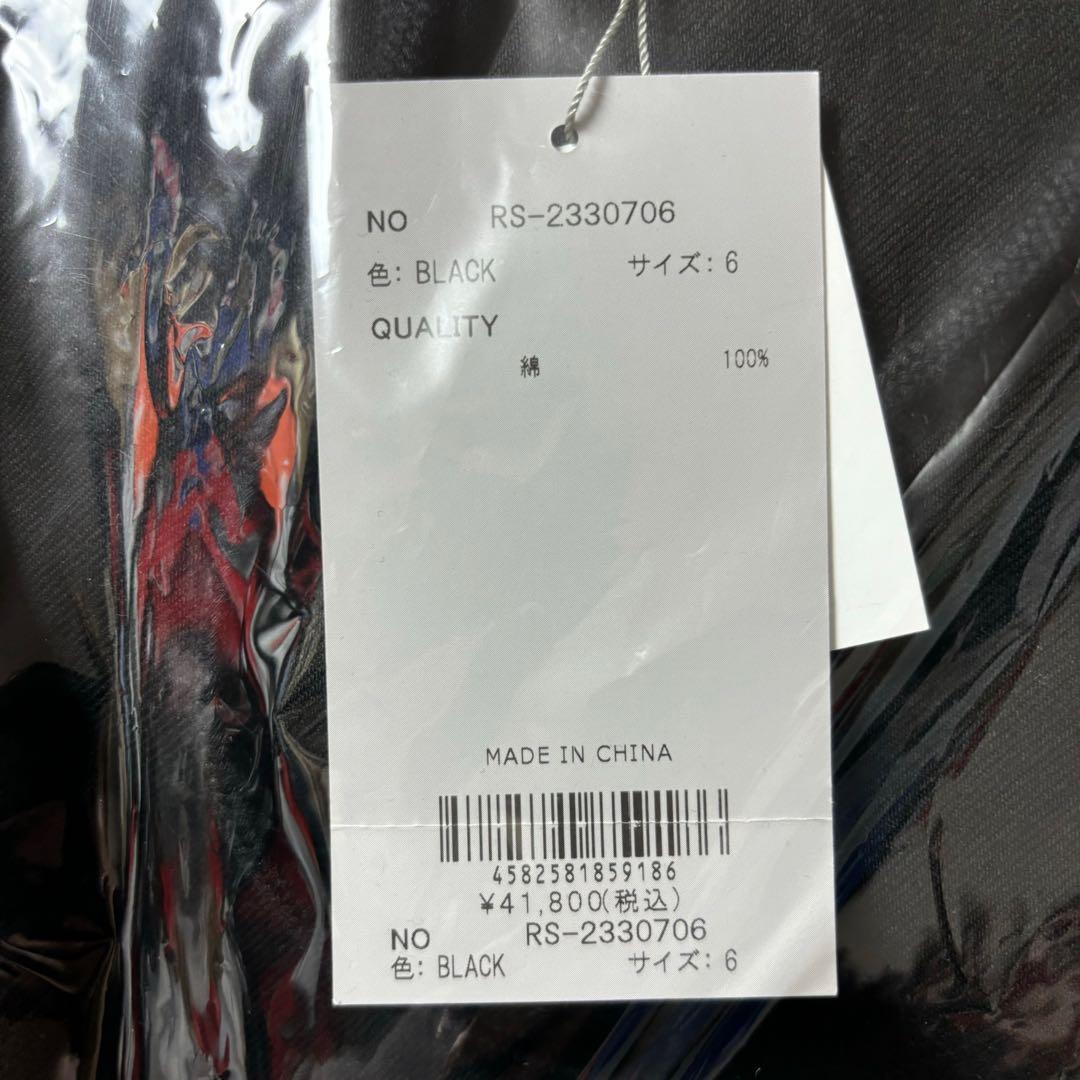 NO RS-2330706
色: BLACK サイズ: 6
QUALITY
綿 100%
MADE IN CHINA
4582581859186
¥41,800(税込)
NO RS-2330706
色: BLACK サイズ: 6